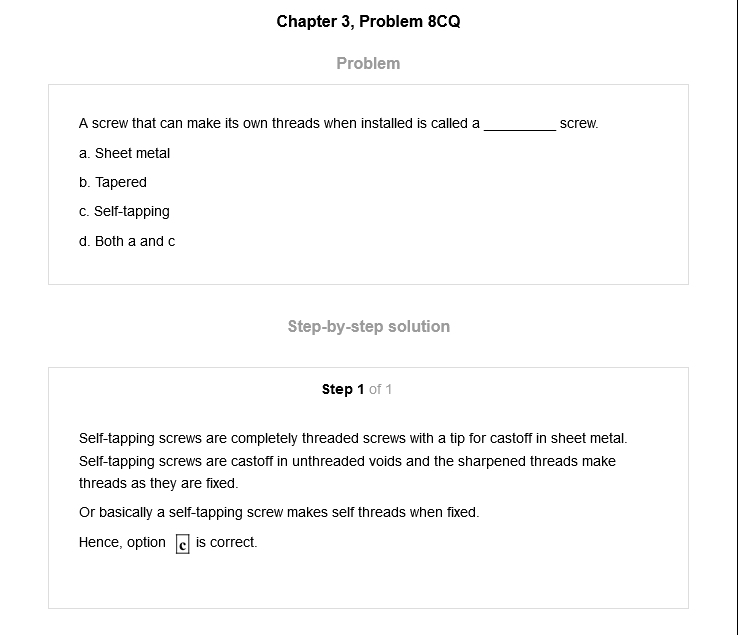 Chapter 3, Problem 8CQ
Problem
A screw that can make its own threads when installed is called a _________ screw.
a. Sheet metal
b. Tapered
c. Self-tapping
d. Both a and c
Step-by-step solution
Step 1 of 1
Self-tapping screws are completely threaded screws with a tip for castoff in sheet metal.
Self-tapping screws are castoff in unthreaded voids and the sharpened threads make
threads as they are fixed.
Or basically a self-tapping screw makes self threads when fixed.
Hence, option c is correct.